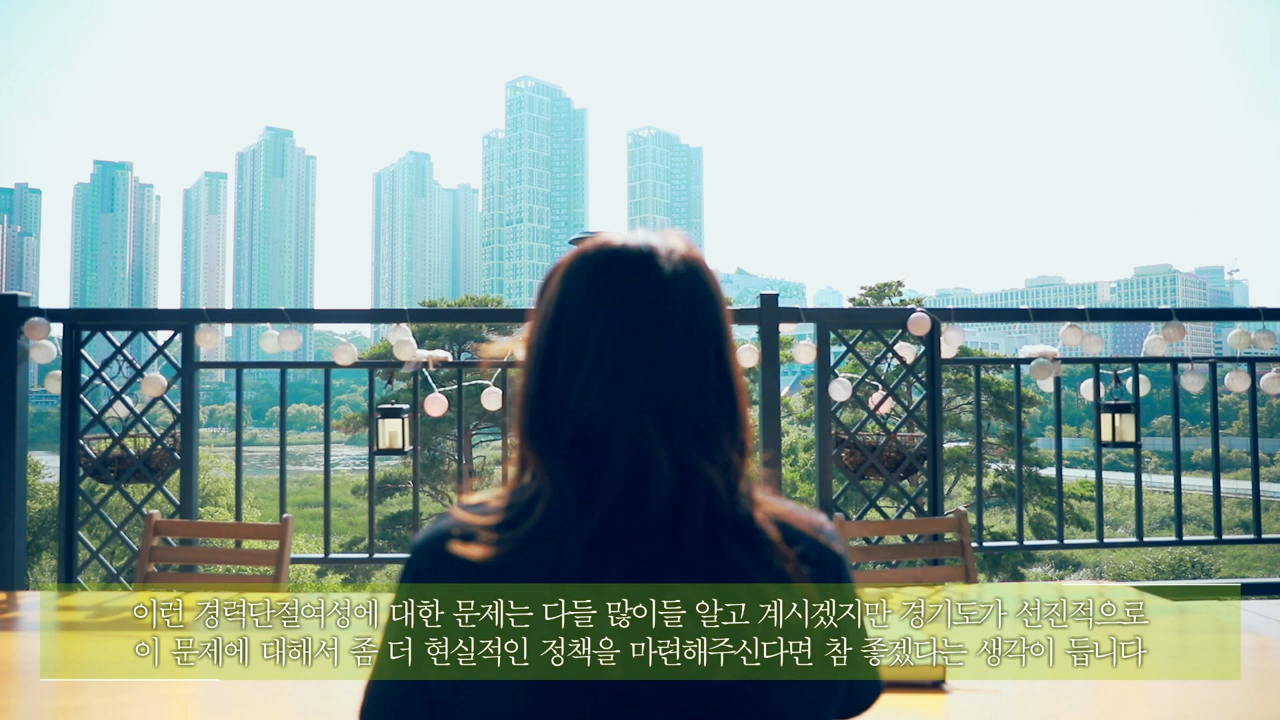 이런 경력단절여성에 대한 문제는 다들 많이들 알고 계시겠지만 경기도가 선진적으로
이 문제에 대해서 좀 더 현실적인 정책을 마련해주신다면 참 좋겠다는 생각이 듭니다